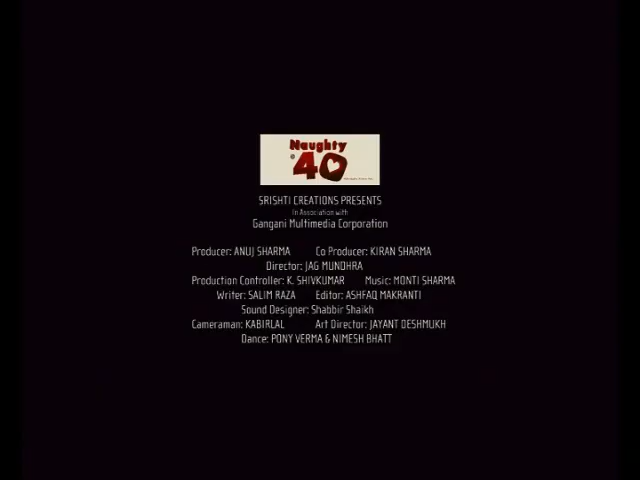 Naughty
@ 40
SRISHTI CREATIONS PRESENTS
In Association with
Gangani Multimedia Corporation
Producer: ANUJ SHARMA Co Producer: KIRAN SHARMA
Director: JAG MUNDHRA
Production Controller: K. SHIVKUMAR Music: MONTI SHARMA
Writer: SALIM RAZA Editor: ASHFAQ MAKRANTI
Sound Designer: Shabbir Shaikh
Cameraman: KABIRLAL Art Director: JAYANT DESHMUKH
Dance: PONY VERMA & NIMESH BHATT